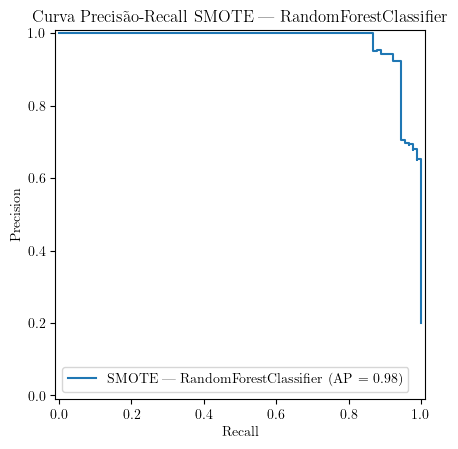 Curva Precisão-Recall SMOTE — RandomForestClassifier
1.0
0.8
0.6
0.4
0.2
0.0
Precision
SMOTE — RandomForestClassifier (AP = 0.98)
0.0 0.2 0.4 0.6 0.8 1.0
Recall